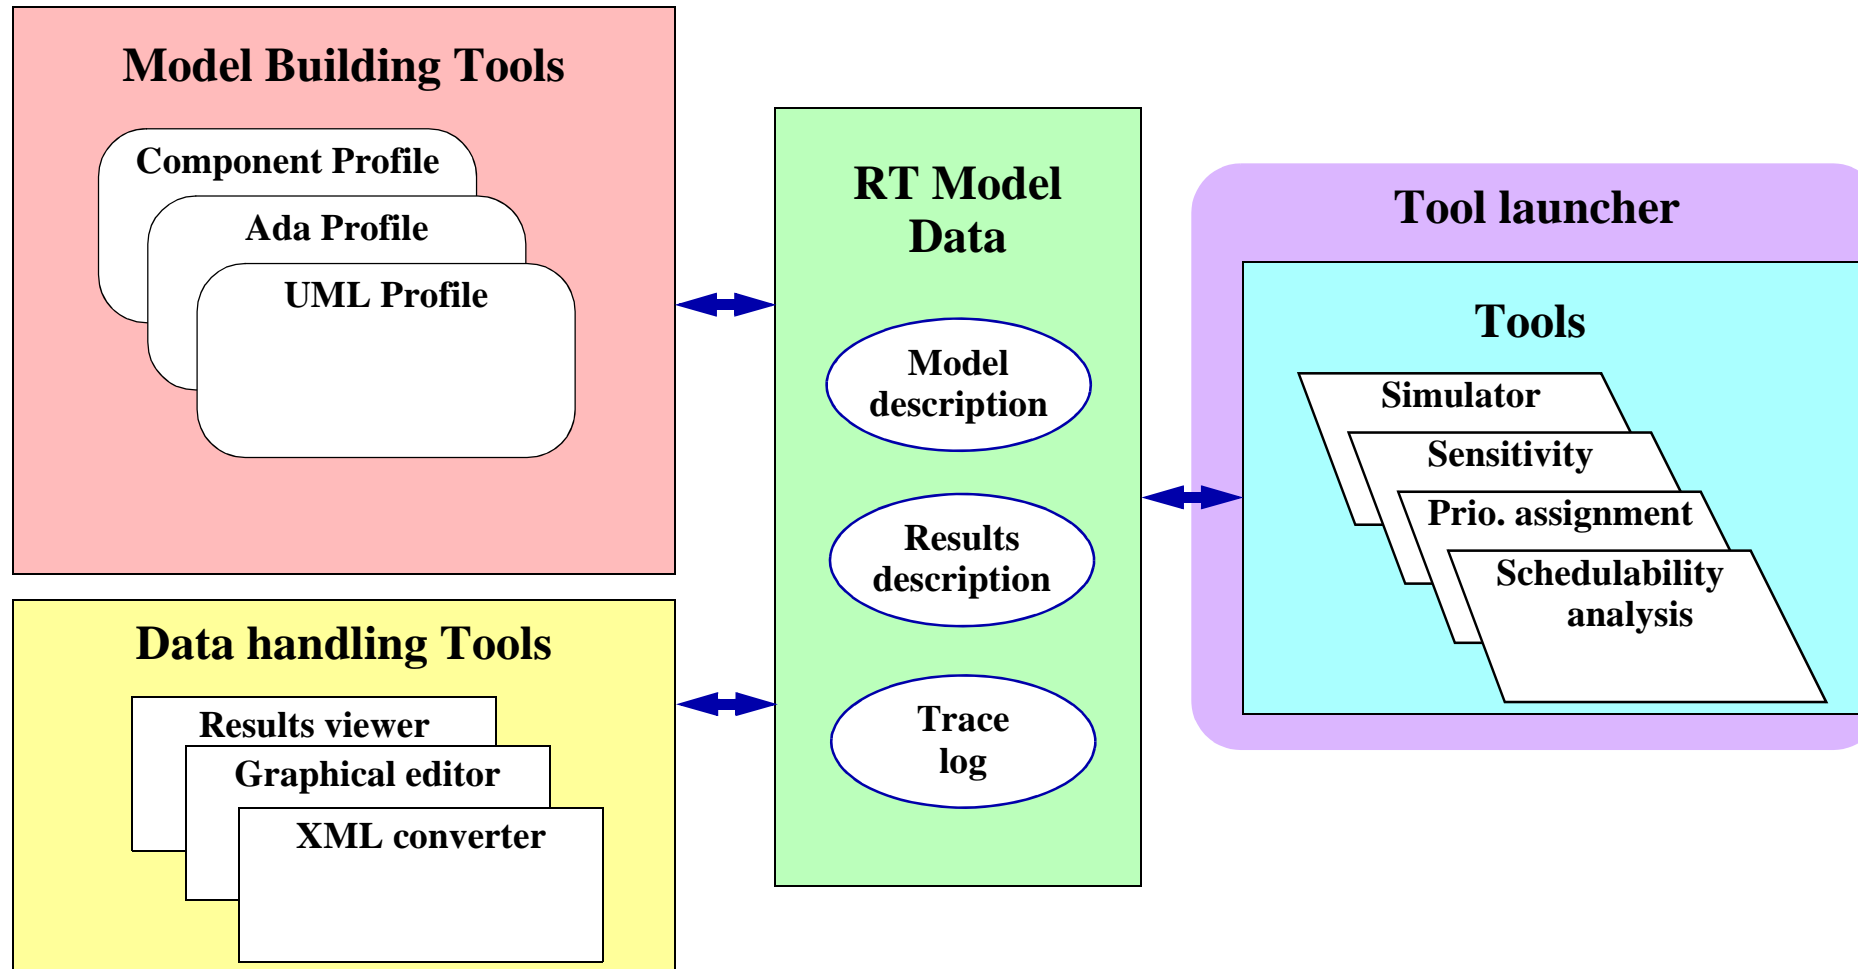 Model Building Tools
Component Profile
Ada Profile
UML Profile
Data handling Tools
Results viewer
Graphical editor
XML converter
RT Model
Data
Model
description
Results
description
Trace
log
Tool launcher
Tools
Simulator
Sensitivity
Prio. assignment
Schedulability
analysis